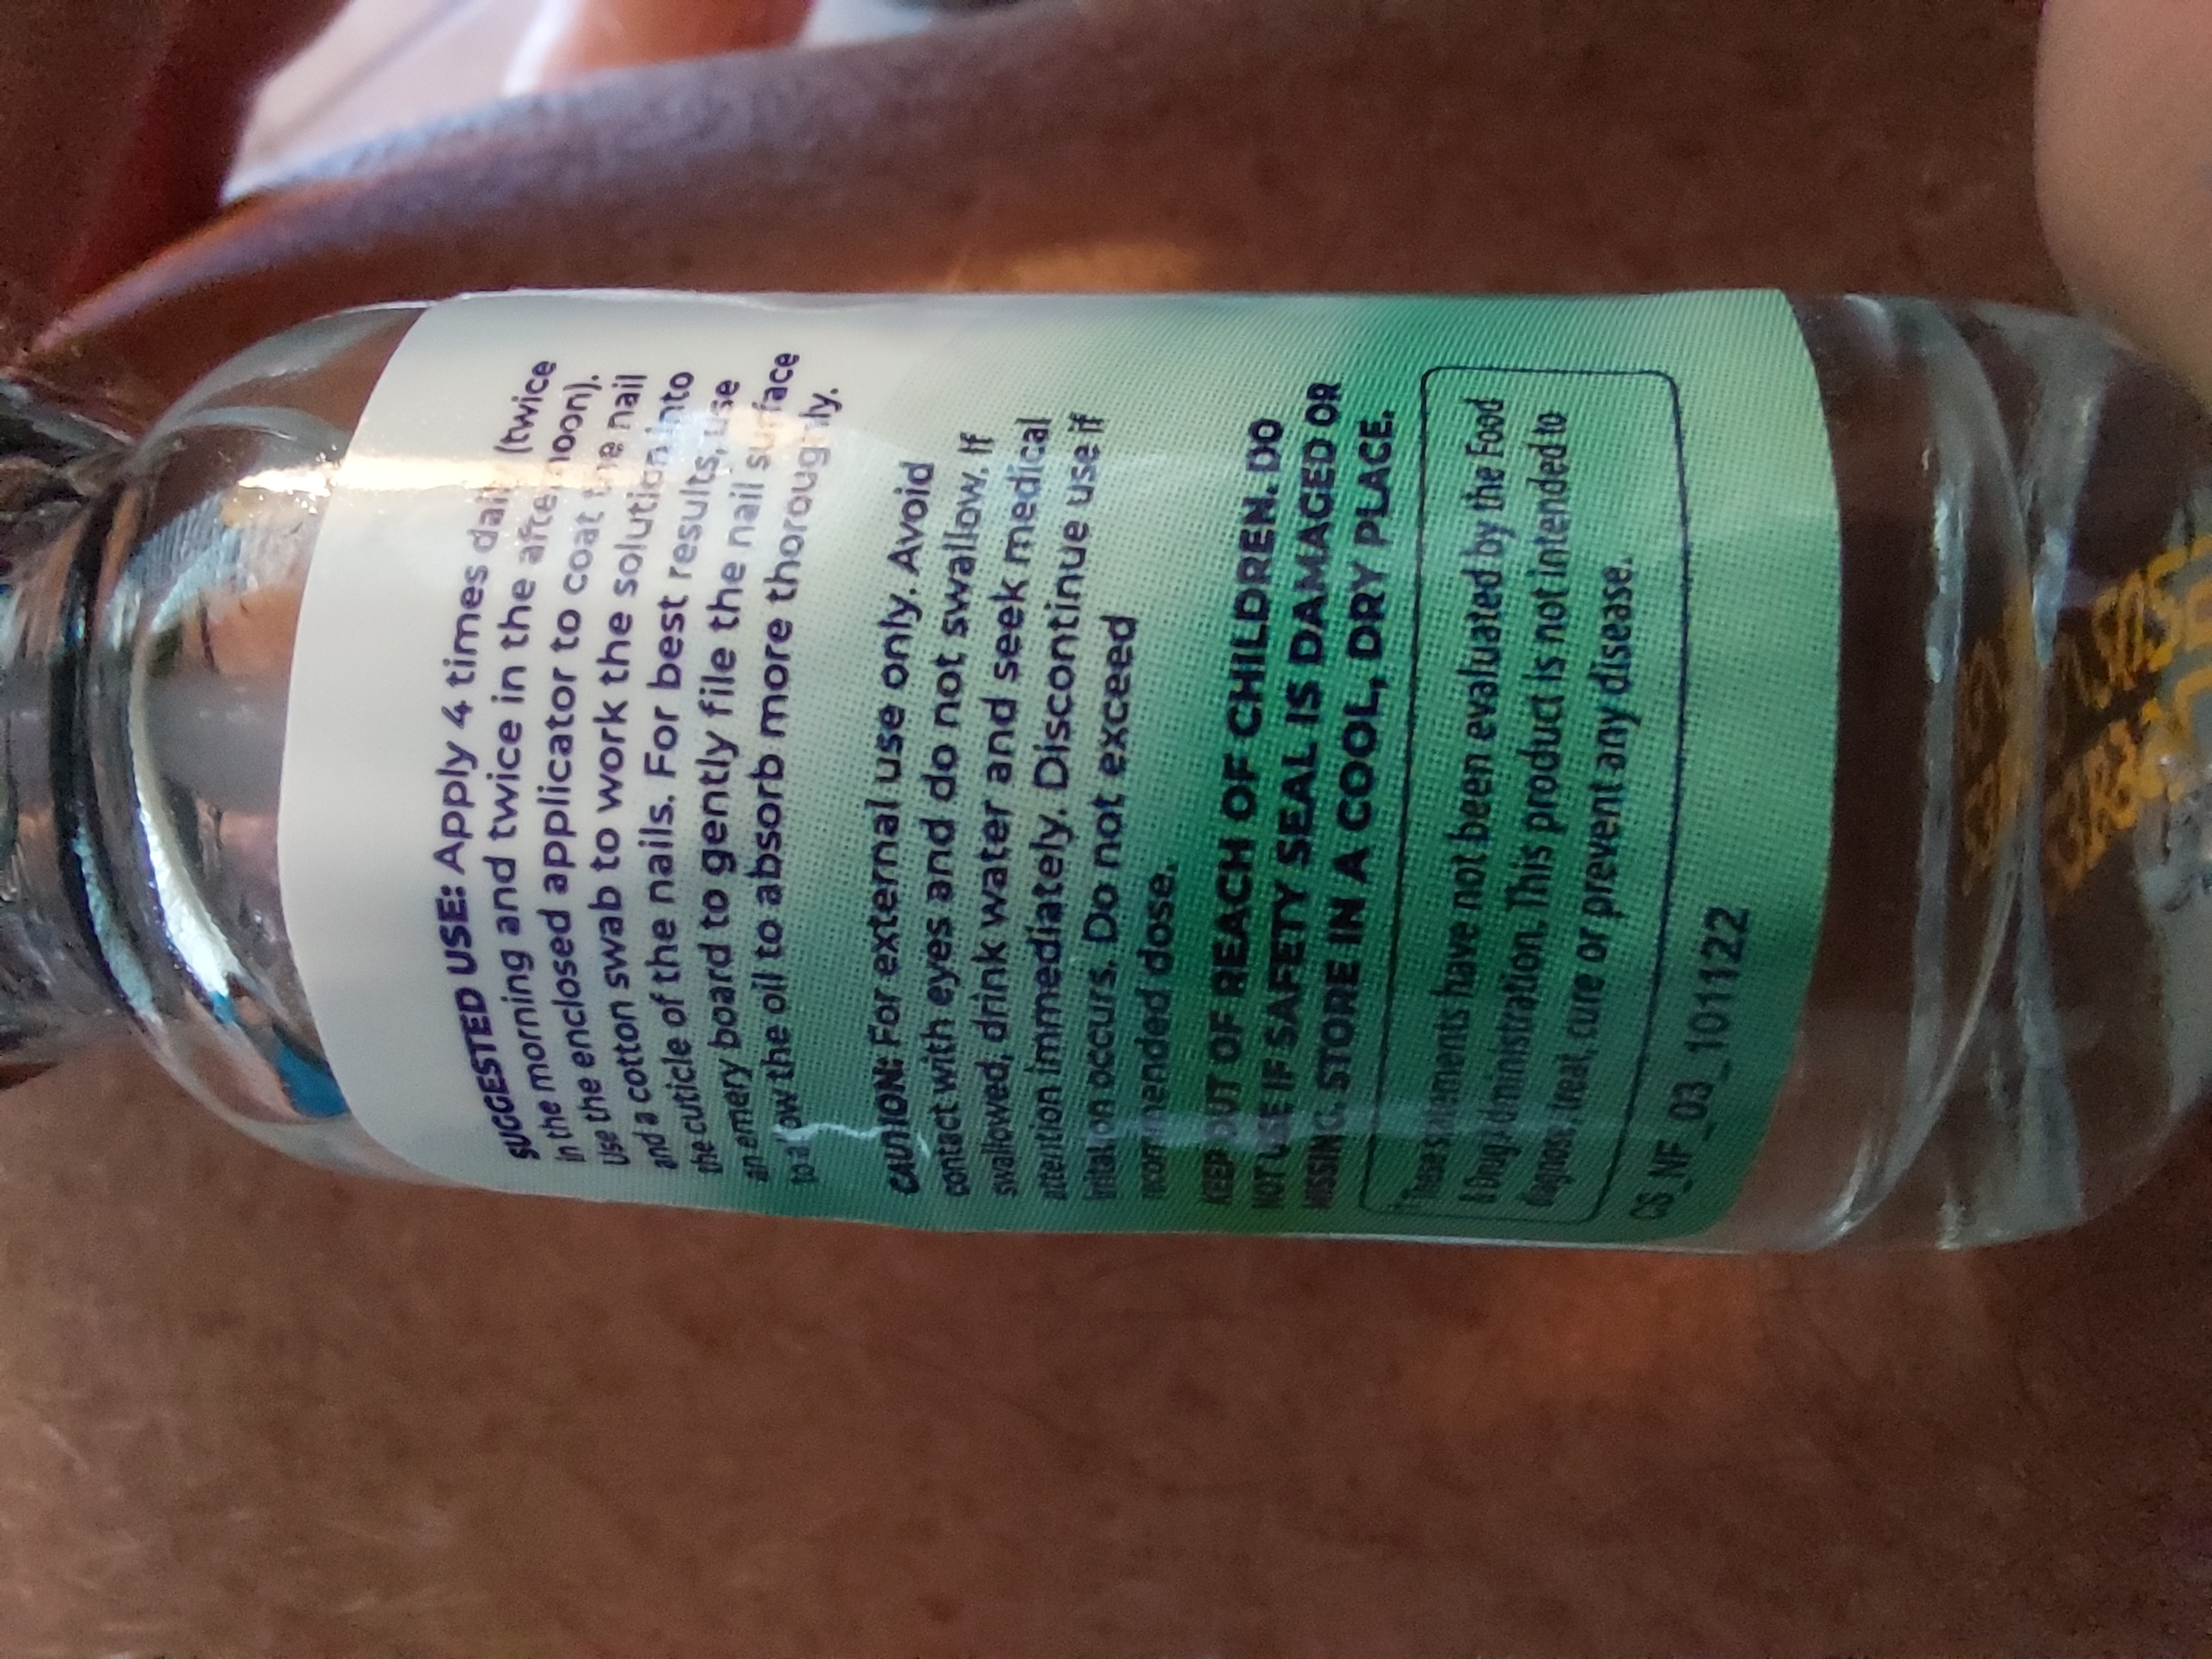 SUGGESTED USE: Apply 4 times daily (twice
in the morning and twice in the afternoon).
Use the enclosed applicator to coat the nail
and a cotton swab to work the solution into
the cuticle of the nails. For best results, use
an emery board to gently file the nail surface
to allow the oil to absorb more thoroughly.
CAUTION: For external use only. Avoid
contact with eyes and do not swallow. If
swallowed, drink water and seek medical
attention immediately. Discontinue use if
irritation occurs. Do not exceed
recommended dose.
KEEP OUT OF REACH OF CHILDREN. DO
NOT USE IF SAFETY SEAL IS DAMAGED OR
MISSING. STORE IN A COOL, DRY PLACE.
*These statements have not been evaluated by the Food
& Drug Administration. This product is not intended to
diagnose, treat, cure or prevent any disease.
CS_NF_03_101122